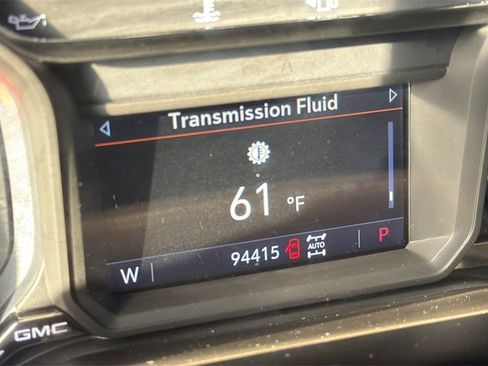 Transmission Fluid
61 °F
W 94415 AUTO P
GMC